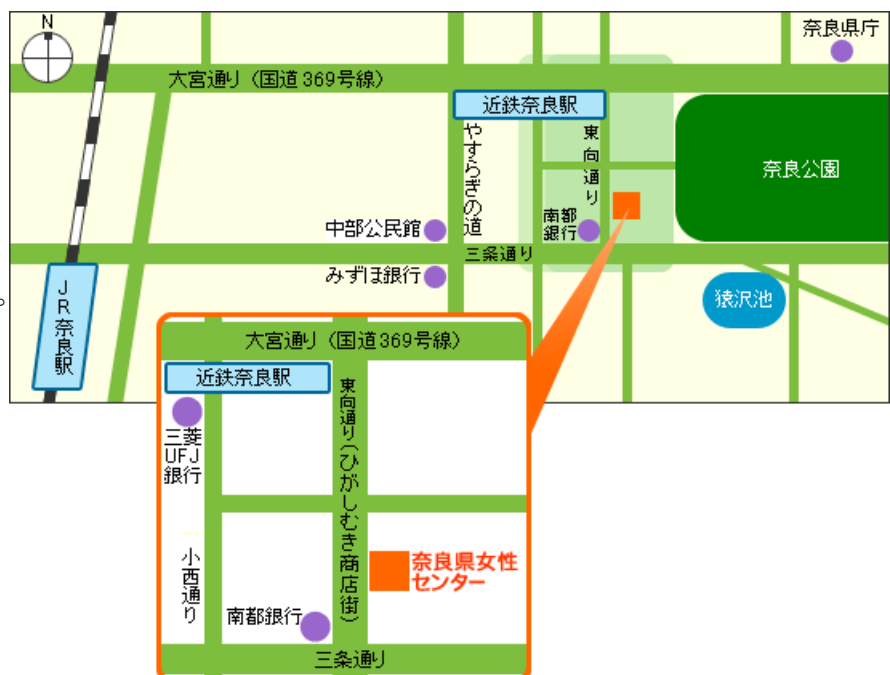 N
奈良県庁
大宮通り（国道369号線）
近鉄奈良駅
やすらぎの道
東向通り
奈良公園
南都
銀行
中部公民館
三条通り
みずほ銀行
猿沢池
JR奈良駅
大宮通り（国道369号線）
近鉄奈良駅
東向通り（ひがしむき商店街）
三菱
UFJ
銀行
小西通り
奈良県女性
センター
南都銀行
三条通り